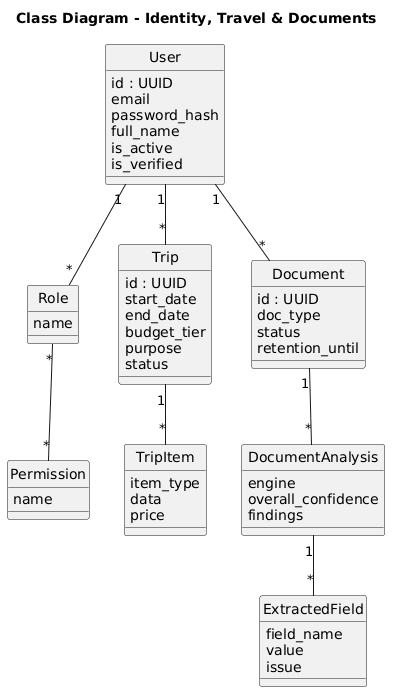 Class Diagram - Identity, Travel & Documents
User
id : UUID
email
password_hash
full_name
is_active
is_verified
1
1
1
*
*
*
Role
name
Trip
id : UUID
start_date
end_date
budget_tier
purpose
status
Document
id : UUID
doc_type
status
retention_until
*
1
1
*
*
*
Permission
name
TripItem
item_type
data
price
DocumentAnalysis
engine
overall_confidence
findings
1
*
ExtractedField
field_name
value
issue